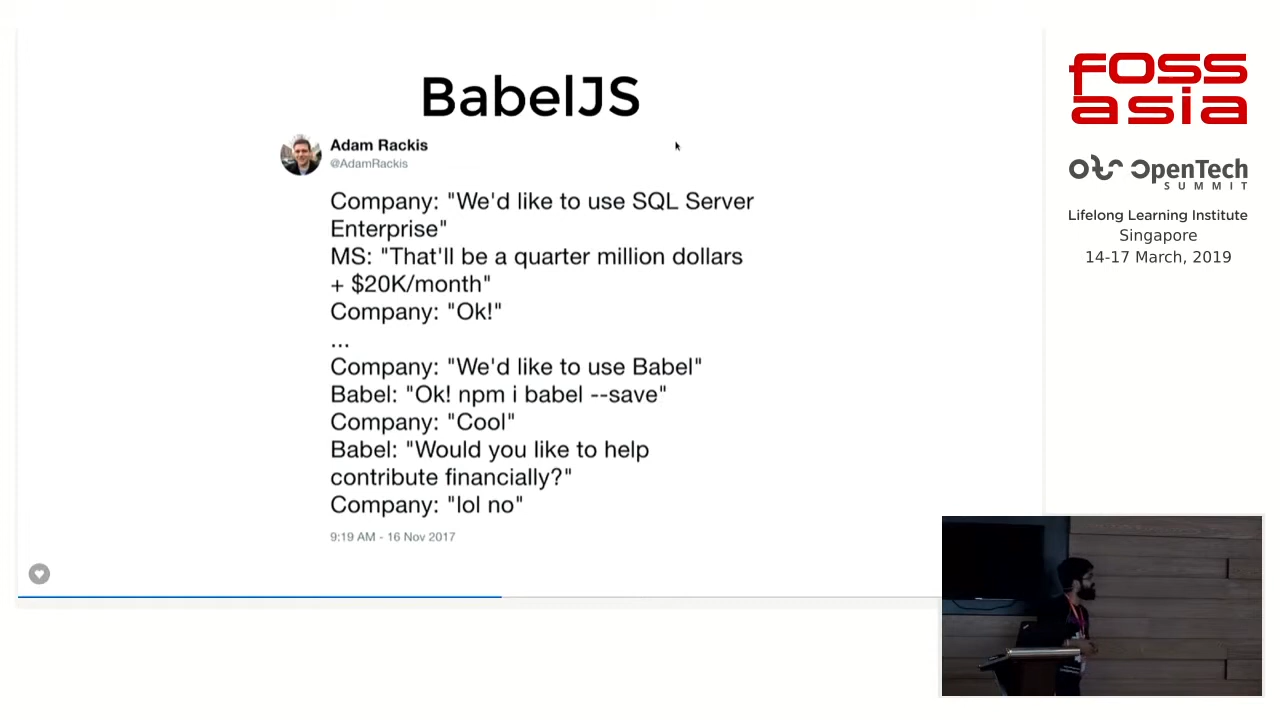 BabelJS
Adam Rackis
@AdamRackis
Company: "We'd like to use SQL Server
Enterprise"
MS: "That'll be a quarter million dollars
+ $20K/month"
Company: "Ok!"
...
Company: "We'd like to use Babel"
Babel: "Ok! npm i babel --save"
Company: "Cool"
Babel: "Would you like to help
contribute financially?"
Company: "lol no"
9:19 AM - 16 Nov 2017
FOSS
asia
OpenTech
SUMMIT
Lifelong Learning Institute
Singapore
14-17 March, 2019